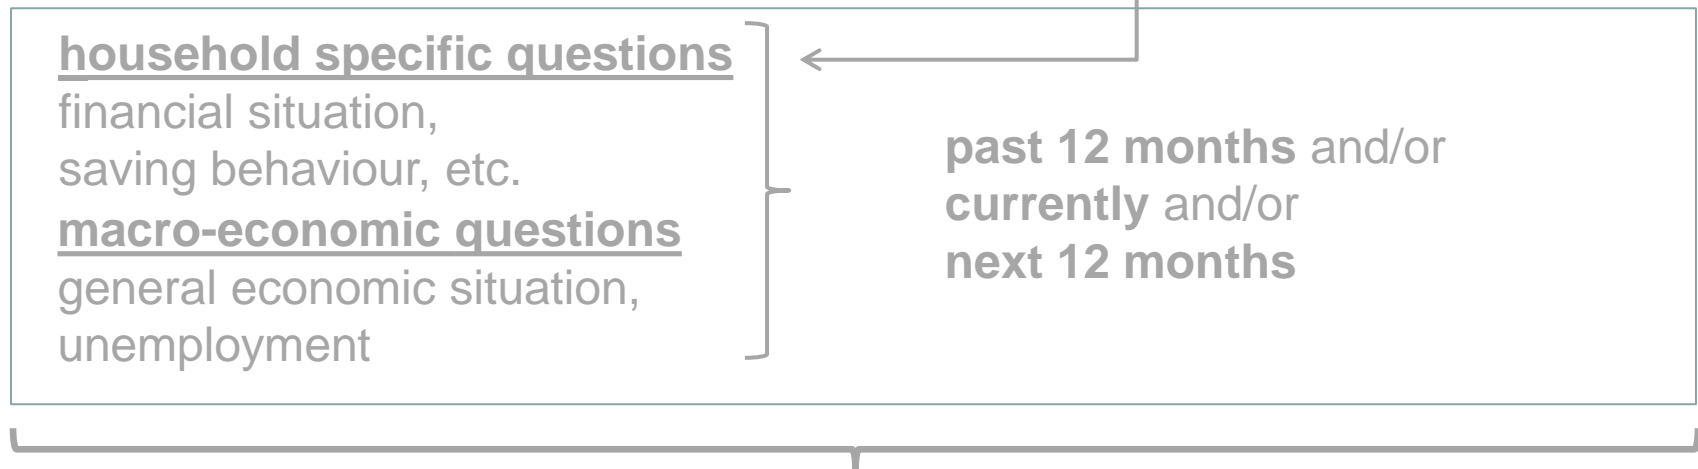 household specific questions
financial situation,
saving behaviour, etc.
macro-economic questions
general economic situation,
unemployment
past 12 months and/or
currently and/or
next 12 months